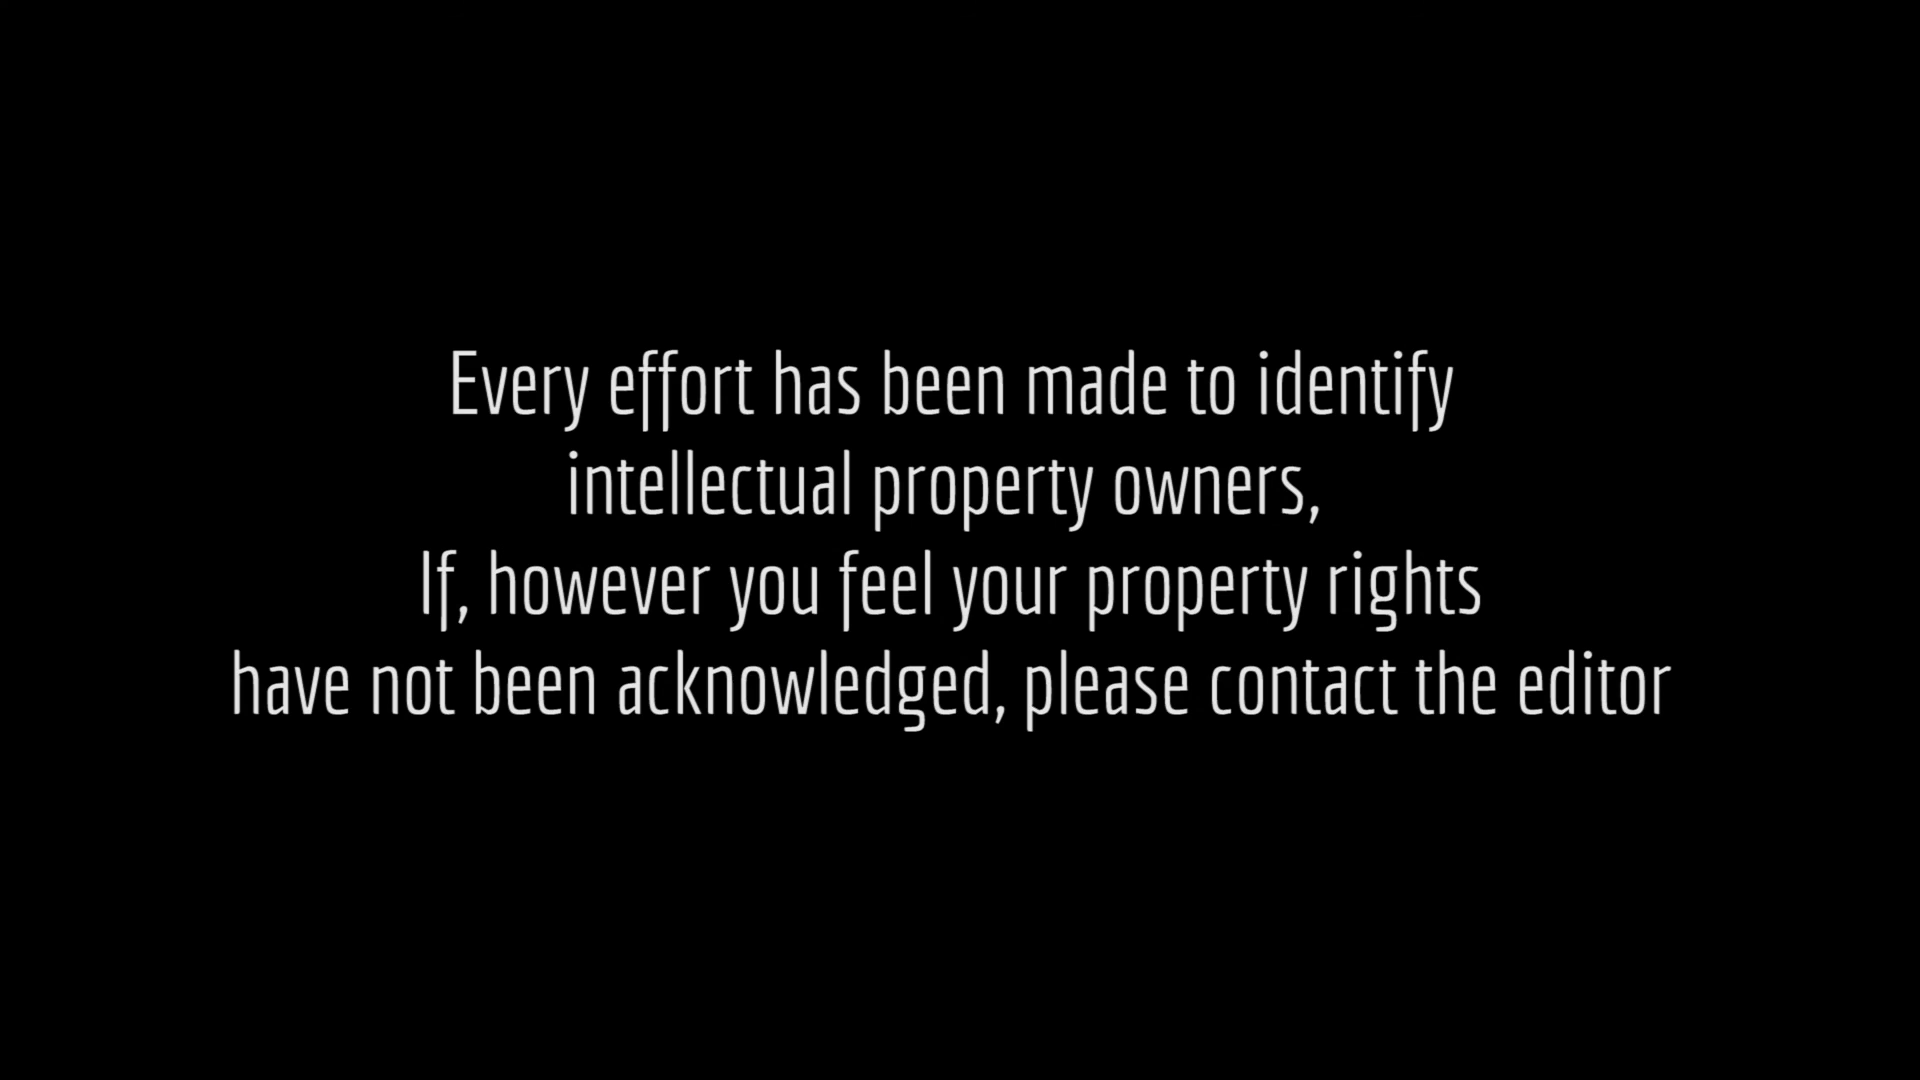 Every effort has been made to identify
intellectual property owners,
If, however you feel your property rights
have not been acknowledged, please contact the editor